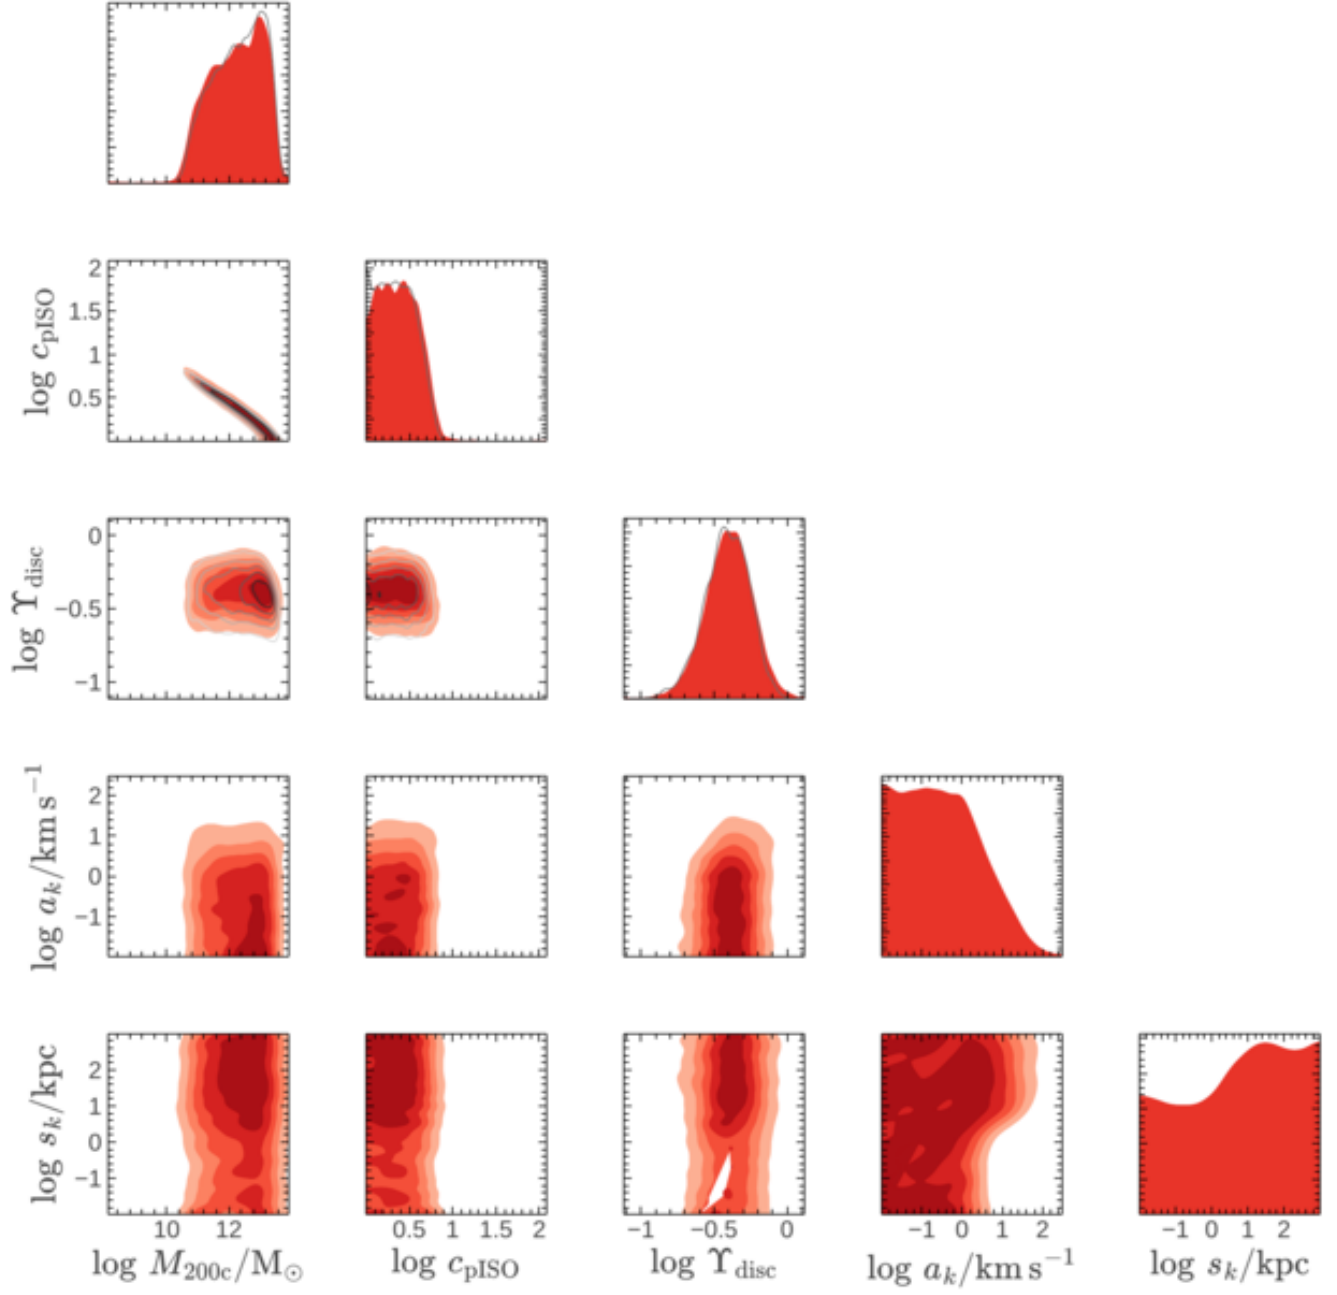 log c_pISO
2
1.5
1
0.5
log ϒ_disc
0
−0.5
−1
log a_k/km s^−1
2
1
0
−1
log s_k/kpc
2
1
0
−1
10 12
0.5 1 1.5 2
−1 −0.5 0
−1 0 1 2
−1 0 1 2
log M_200c/M_⊙
log c_pISO
log ϒ_disc
log a_k/km s^−1
log s_k/kpc